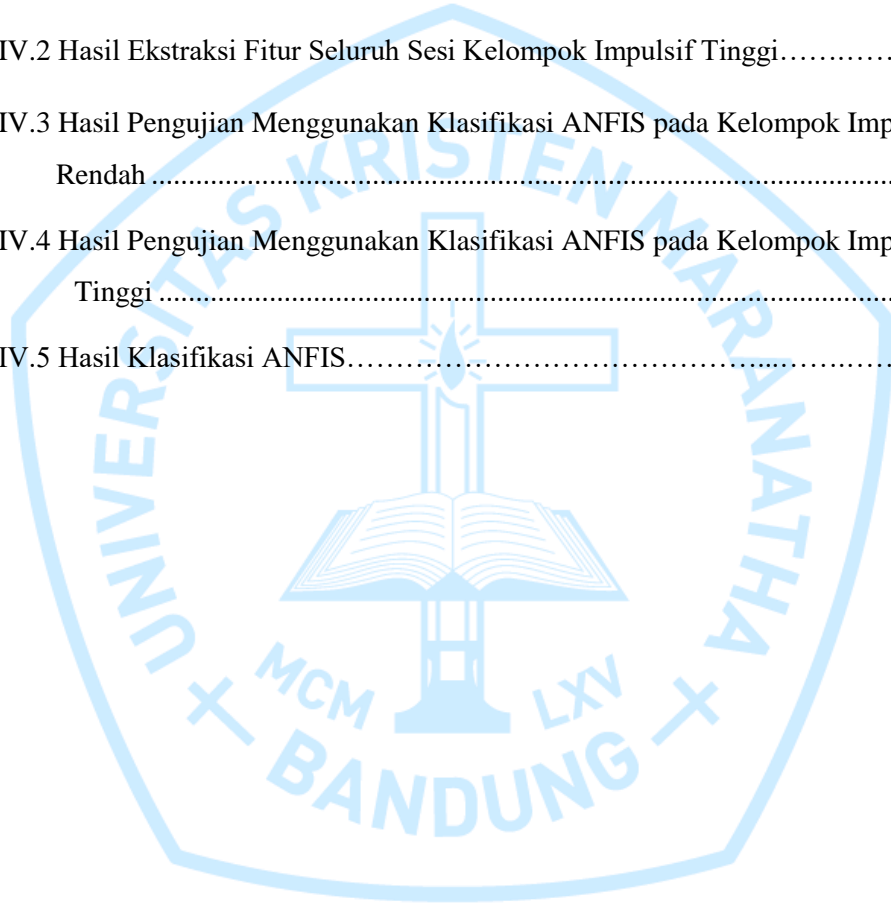 IV.2 Hasil Ekstraksi Fitur Seluruh Sesi Kelompok Impulsif Tinggi…….…..
IV.3 Hasil Pengujian Menggunakan Klasifikasi ANFIS pada Kelompok Imp
Rendah ....................................................................................................
IV.4 Hasil Pengujian Menggunakan Klasifikasi ANFIS pada Kelompok Imp
Tinggi ....................................................................................................
IV.5 Hasil Klasifikasi ANFIS……………………………………...…….…..
UNIVERSITAS KRISTEN MARANATHA
MCM LXV
BANDUNG